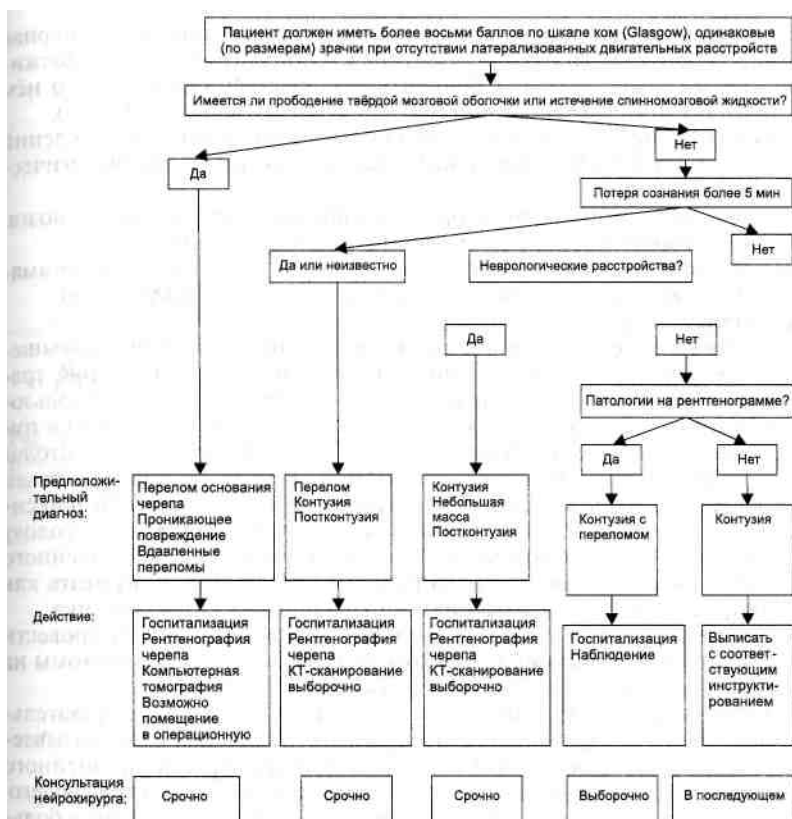 Пациент должен иметь более восьми баллов по шкале ком (Glasgow), одинаковые
(по размерам) зрачки при отсутствии латерализованных двигательных расстройств
Имеется ли прободение твёрдой мозговой оболочки или истечение спинномозговой жидкости?
Да
Нет
Потеря сознания более 5 мин
Да или неизвестно
Неврологические расстройства?
Нет
Да
Нет
Патологии на рентгенограмме?
Да
Нет
Предположи-
тельный
диагноз:
Перелом основания
черепа
Проникающее
повреждение
Вдавленные
переломы
Перелом
Контузия
Постконтузия
Контузия
Небольшая
масса
Постконтузия
Контузия с
переломом
Контузия
Действие:
Госпитализация
Рентгенография
черепа
Компьютерная
томография
Возможно
помещение
в операционную
Госпитализация
Рентгенография
черепа
КТ-сканирование
выборочно
Госпитализация
Рентгенография
черепа
КТ-сканирование
выборочно
Госпитализация
Наблюдение
Выписать
с соответ-
ствующим
инструкти-
рованием
Консультация
нейрохирурга:
Срочно
Срочно
Срочно
Выборочно
В последующем